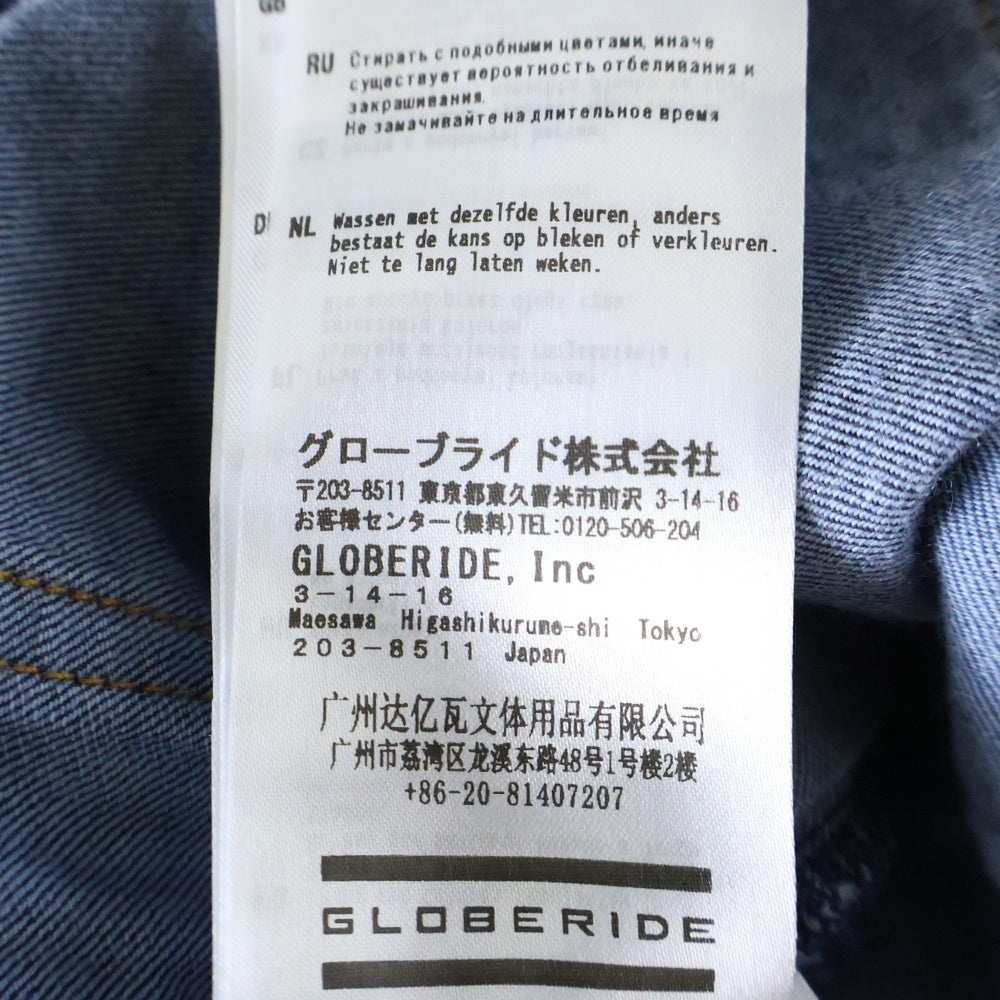 GB
RU Стирать с подобными цветами, иначе
существует вероятность отбеливания и
закрашивания.
Не замачивайте на длительное время
NL Wassen met dezelfde kleuren, anders
bestaat de kans op bleken of verkleuren.
Niet te lang laten weken.
グローブライド株式会社
〒203-8511 東京都東久留米市前沢 3-14-16
お客様センター(無料)TEL:0120-506-204
GLOBERIDE, Inc
3-14-16
Maesawa Higashikurume-shi Tokyo
203-8511 Japan
广州达亿瓦文体用品有限公司
广州市荔湾区龙溪东路48号1号楼2楼
+86-20-81407207
GLOBERIDE